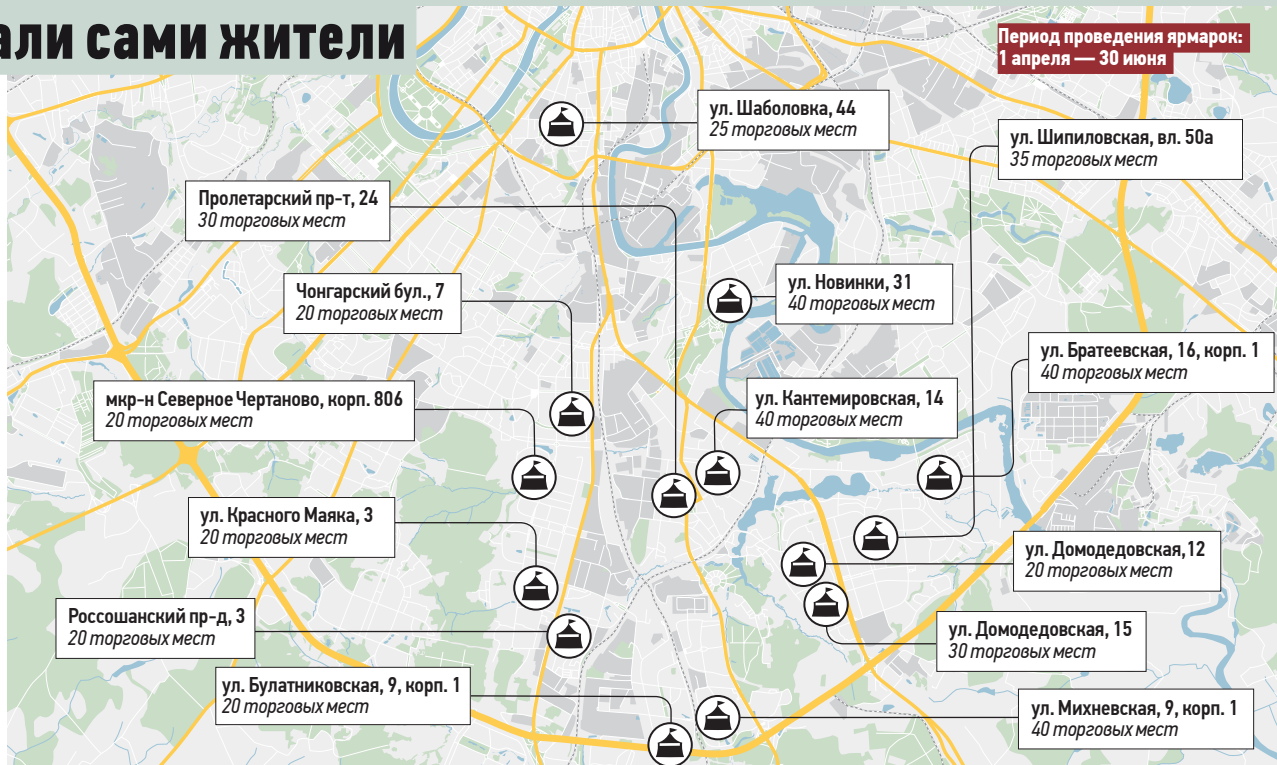 али сами жители
Период проведения ярмарок:
1 апреля — 30 июня
ул. Шаболовка, 44
25 торговых мест
ул. Шипиловская, вл. 50а
35 торговых мест
Пролетарский пр-т, 24
30 торговых мест
ул. Новинки, 31
40 торговых мест
Чонгарский бул., 7
20 торговых мест
ул. Братеевская, 16, корп. 1
40 торговых мест
мкр-н Северное Чертаново, корп. 806
20 торговых мест
ул. Кантемировская, 14
40 торговых мест
ул. Красного Маяка, 3
20 торговых мест
ул. Домодедовская,12
20 торговых мест
Россошанский пр-д, 3
20 торговых мест
ул. Домодедовская, 15
30 торговых мест
ул. Булатниковская, 9, корп. 1
20 торговых мест
ул. Михневская, 9, корп. 1
40 торговых мест